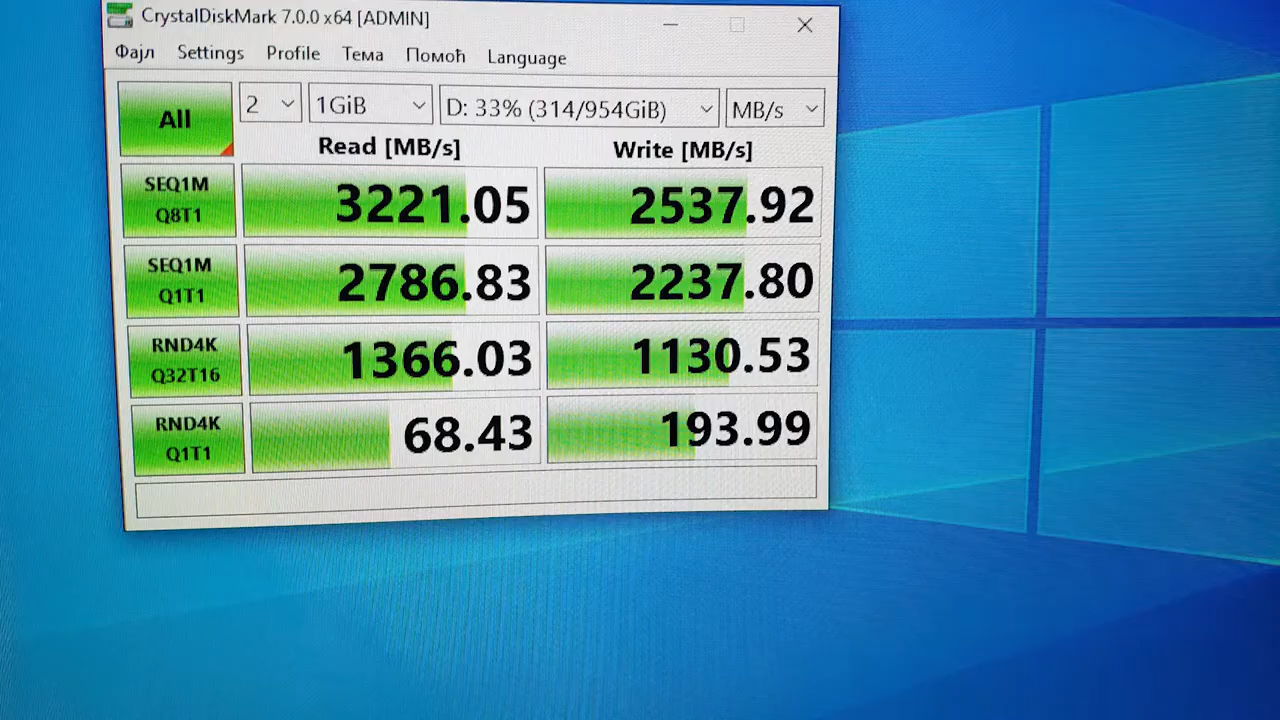 CrystalDiskMark 7.0.0 x64 [ADMIN]
Фајл Settings Profile Тема Помоћ Language
All 2 1GiB D: 33% (314/954GiB) MB/s
Read [MB/s] Write [MB/s]
SEQ1M
Q8T1
3221.05 2537.92
SEQ1M
Q1T1
2786.83 2237.80
RND4K
Q32T16
1366.03 1130.53
RND4K
Q1T1
68.43 193.99